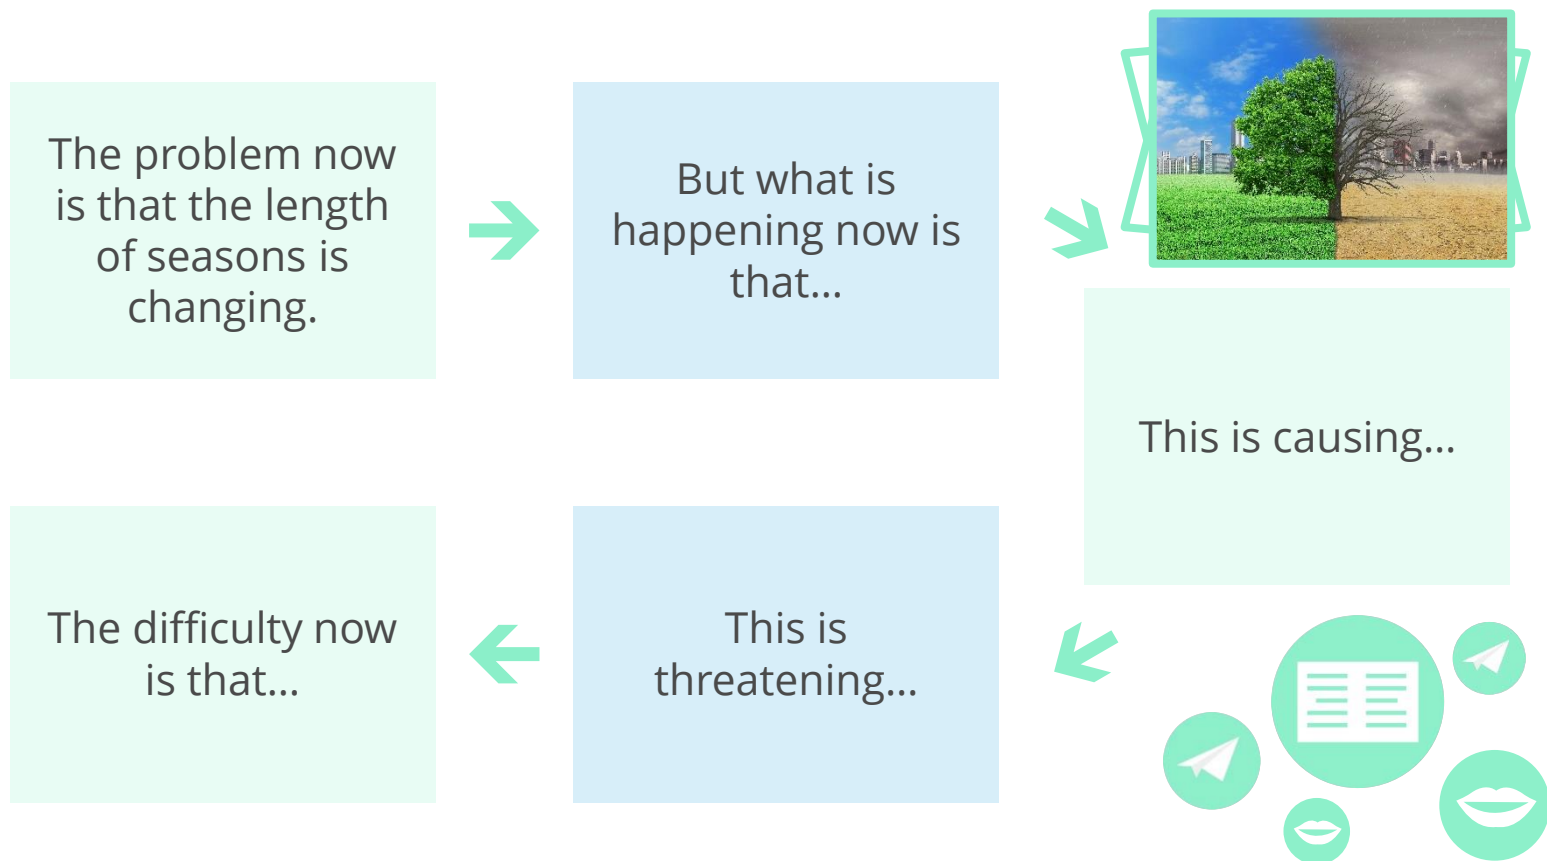 The problem now
is that the length
of seasons is
changing.
But what is
happening now is
that...
This is causing...
This is
threatening...
The difficulty now
is that...